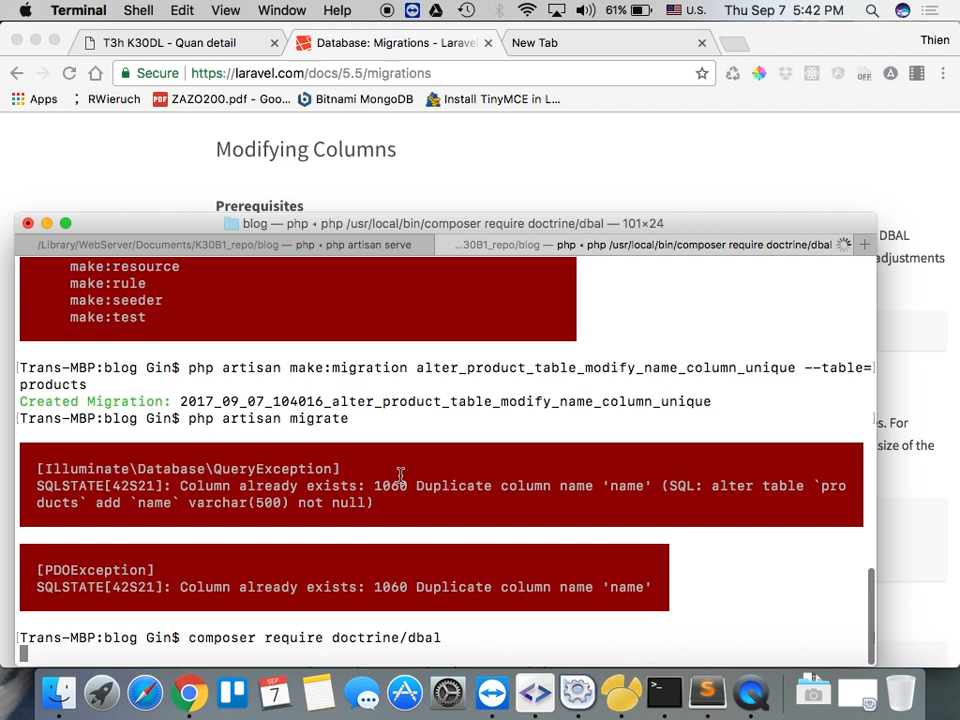 Terminal Shell Edit View Window Help 61% U.S. Thu Sep 7 5:42 PM
T3h K30DL - Quan detail
Database: Migrations - Larave
New Tab
Thien
Secure https://laravel.com/docs/5.5/migrations
Apps RWieruch ZAZO200.pdf - Goo... Bitnami MongoDB Install TinyMCE in L...
OFF
Modifying Columns
Prerequisites
blog — php • php /usr/local/bin/composer require doctrine/dbal — 101×24
/Library/WebServer/Documents/K30B1_repo/blog — php • php artisan serve
...30B1_repo/blog — php • php /usr/local/bin/composer require doctrine/dbal
DBAL
adjustments
make:resource
make:rule
make:seeder
make:test
[Trans-MBP:blog Gin$ php artisan make:migration alter_product_table_modify_name_column_unique --table=]
products
Created Migration: 2017_09_07_104016_alter_product_table_modify_name_column_unique
[Trans-MBP:blog Gin$ php artisan migrate ]
s. For
size of the
[Illuminate\Database\QueryException]
SQLSTATE[42S21]: Column already exists: 1060 Duplicate column name 'name' (SQL: alter table `pro
ducts` add `name` varchar(500) not null)
[PDOException]
SQLSTATE[42S21]: Column already exists: 1060 Duplicate column name 'name'
[Trans-MBP:blog Gin$ composer require doctrine/dbal ]
SEP
7